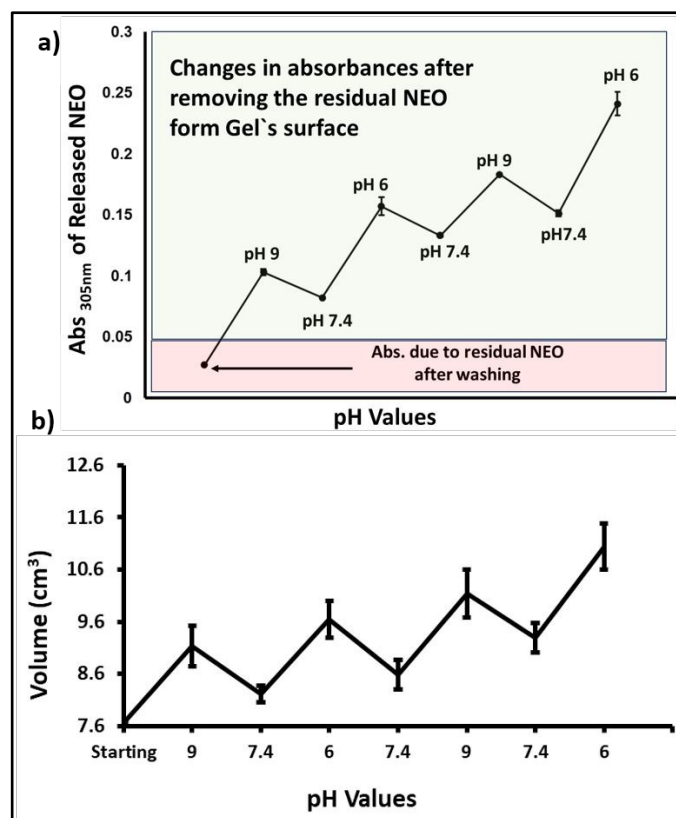 a)
0.3
0.25
0.2
0.15
0.1
0.05
0
Abs 305nm of Released NEO
Changes in absorbances after
removing the residual NEO
form Gel`s surface
pH 9
pH 7.4
pH 6
pH 7.4
pH 9
pH7.4
pH 6
Abs. due to residual NEO
after washing
pH Values
b)
12.6
11.6
10.6
9.6
8.6
7.6
Volume (cm³)
Starting 9 7.4 6 7.4 9 7.4 6
pH Values